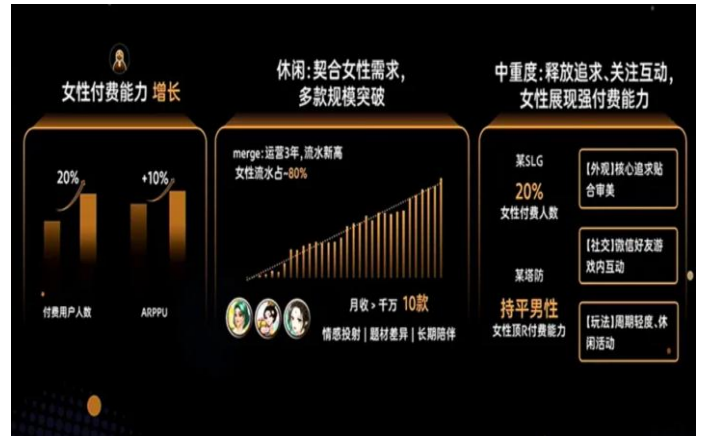 女性付费能力 增长
20%
+10%
付费用户人数
ARPPU
休闲：契合女性需求，
多款规模突破
merge：运营3年，流水新高
女性流水占~80%
月收>千万 10款
情感投射 | 题材差异 | 长期陪伴
中重度：释放追求、关注互动，
女性展现强付费能力
某SLG
20%
女性付费人数
某塔防
持平男性
女性顶R付费能力
【外观】核心追求贴
合审美
【社交】微信好友游
戏内互动
【玩法】周期轻度、休
闲活动